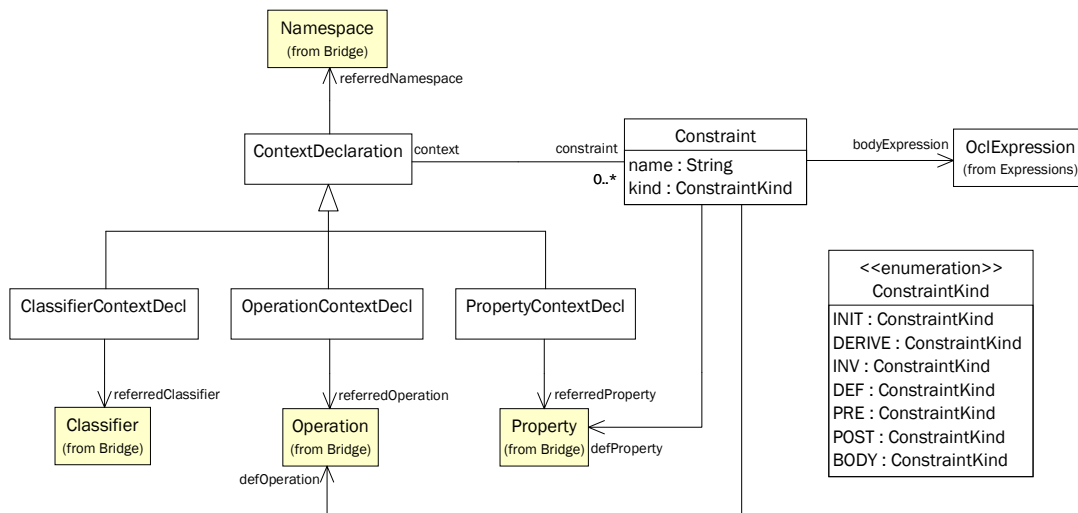 Namespace
(from Bridge)
referredNamespace
ContextDeclaration
context
constraint
0..*
Constraint
name : String
kind : ConstraintKind
bodyExpression
OclExpression
(from Expressions)
<<enumeration>>
ConstraintKind
INIT : ConstraintKind
DERIVE : ConstraintKind
INV : ConstraintKind
DEF : ConstraintKind
PRE : ConstraintKind
POST : ConstraintKind
BODY : ConstraintKind
ClassifierContextDecl
OperationContextDecl
PropertyContextDecl
referredClassifier
referredOperation
referredProperty
Classifier
(from Bridge)
Operation
(from Bridge)
Property
(from Bridge)
defProperty
defOperation